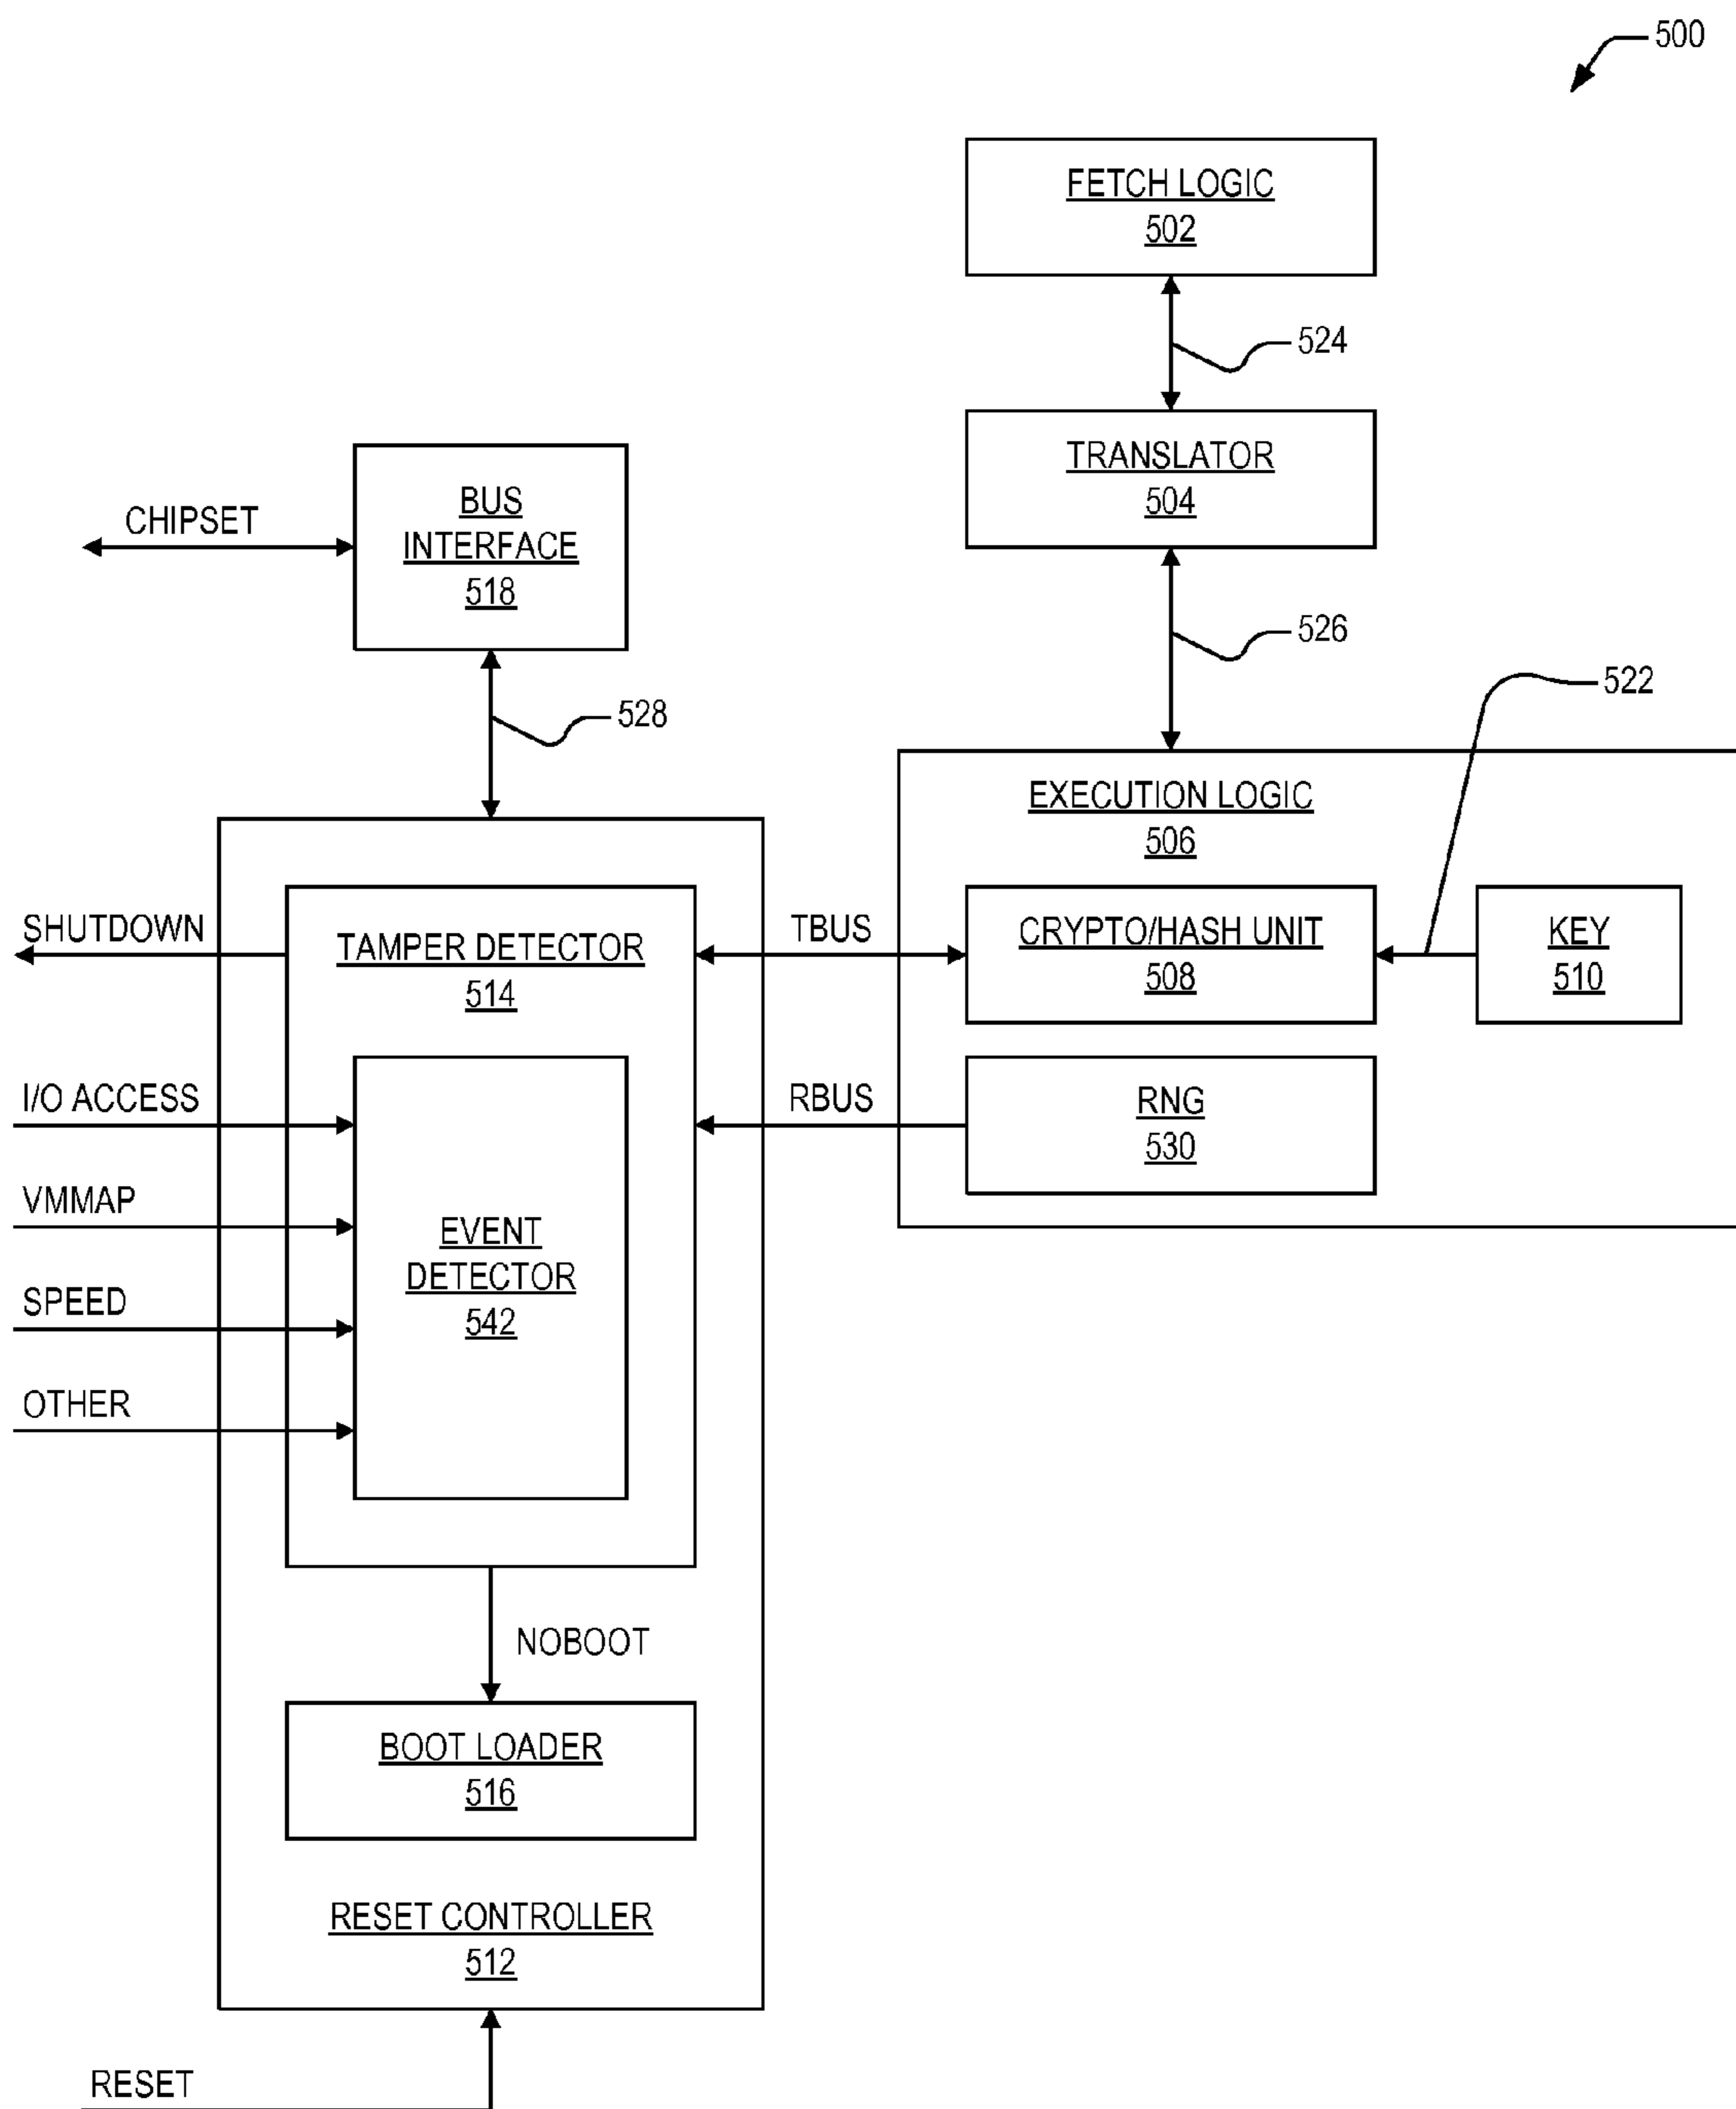 500
FETCH LOGIC
502
524
TRANSLATOR
504
BUS
INTERFACE
518
CHIPSET
526
522
528
EXECUTION LOGIC
506
SHUTDOWN
TAMPER DETECTOR
514
TBUS
CRYPTO/HASH UNIT
508
KEY
510
I/O ACCESS
RBUS
RNG
530
VMMAP
EVENT
DETECTOR
542
SPEED
OTHER
NOBOOT
BOOT LOADER
516
RESET CONTROLLER
512
RESET